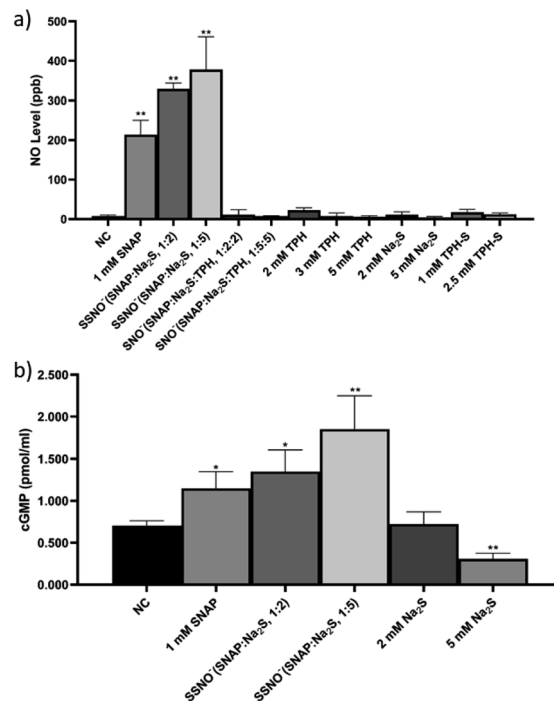 a)
500
400
300
200
100
0
NO Level (ppb)
**
**
**
NC
1 mM SNAP
SSNO⁻(SNAP:Na₂S, 1:2)
SSNO⁻(SNAP:Na₂S, 1:5)
SNO⁻(SNAP:Na₂S:TPH, 1:2:2)
SNO⁻(SNAP:Na₂S:TPH, 1:5:5)
2 mM TPH
3 mM TPH
5 mM TPH
2 mM Na₂S
5 mM Na₂S
1 mM TPH-S
2.5 mM TPH-S
b)
2.500
2.000
1.500
1.000
0.500
0.000
cGMP (pmol/ml)
*
*
**
**
NC
1 mM SNAP
SSNO⁻(SNAP:Na₂S, 1:2)
SSNO⁻(SNAP:Na₂S, 1:5)
2 mM Na₂S
5 mM Na₂S